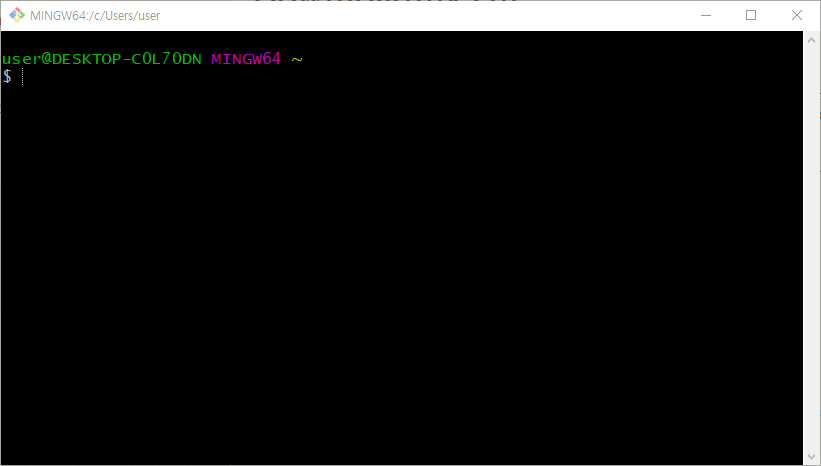 MINGW64:/c/Users/user
user@DESKTOP-C0L70DN MINGW64 ~
$